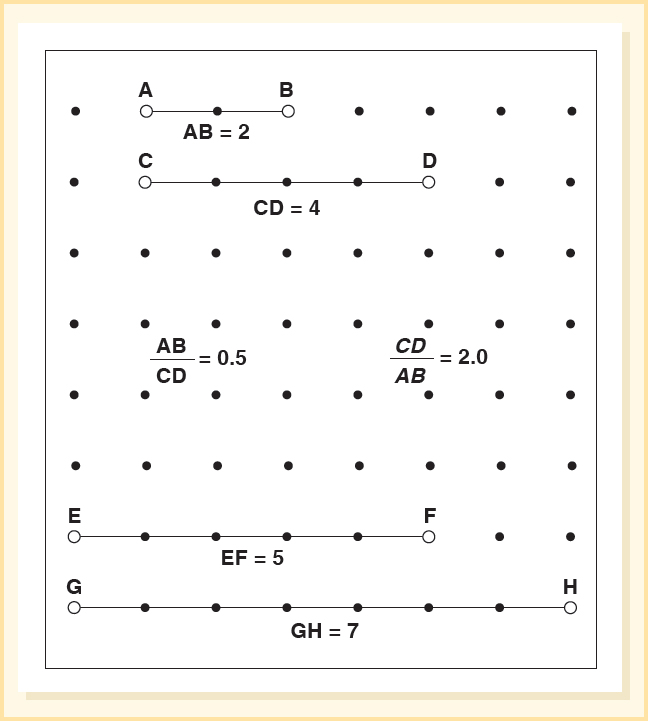 A B
AB = 2
C D
CD = 4
AB
CD = 0.5
CD
AB = 2.0
E F
EF = 5
G H
GH = 7